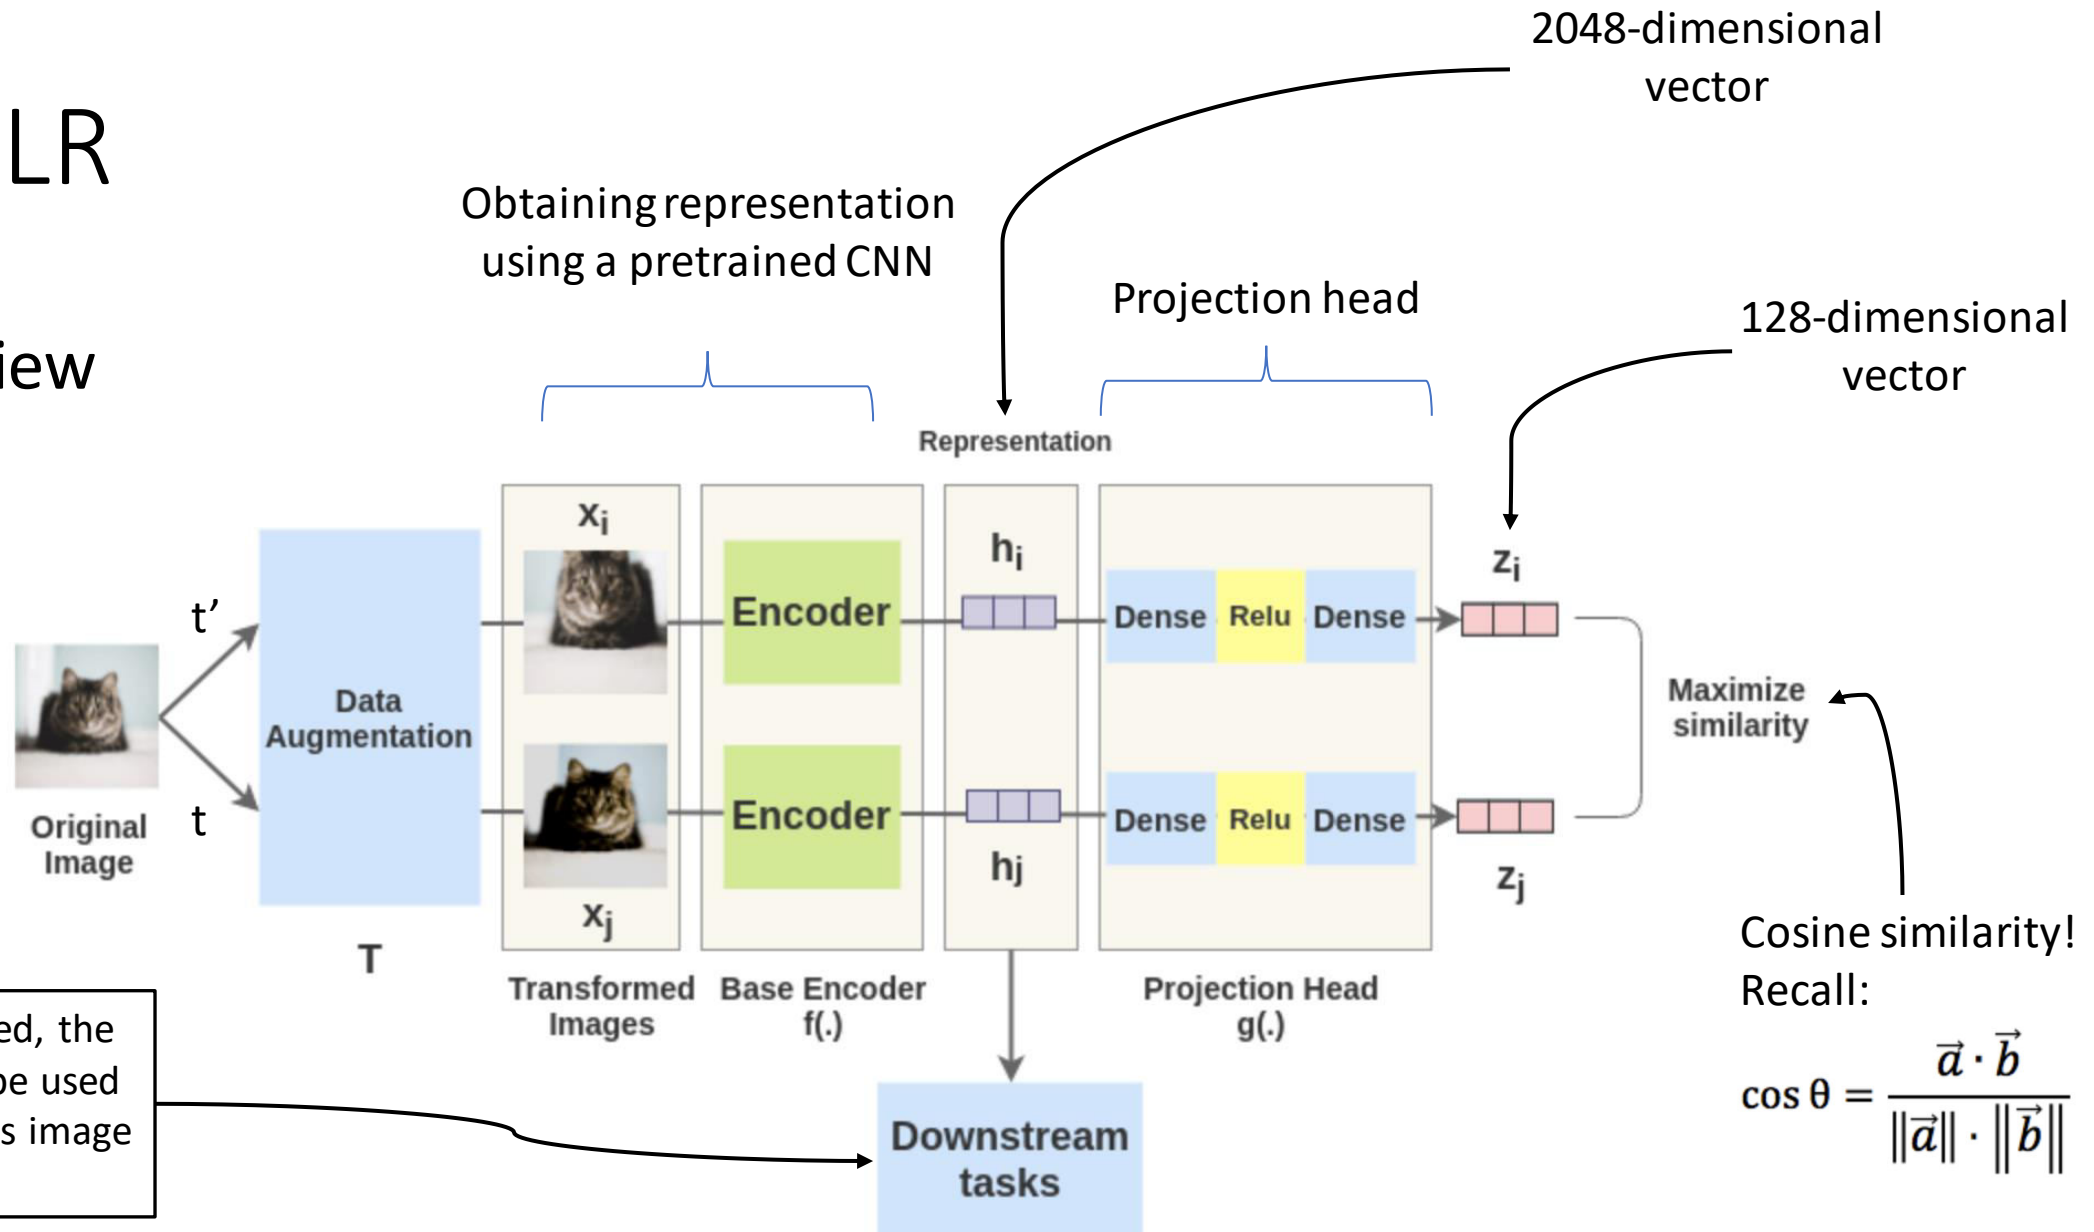 LR
iew
2048-dimensional
vector
Obtaining representation
using a pretrained CNN
Projection head
128-dimensional
vector
Representation
xi
hi
zi
t’
Encoder
Dense Relu Dense
Data
Augmentation
Maximize
similarity
Original
Image
t
Encoder
Dense Relu Dense
hj
zj
xj
T
Transformed
Images
Base Encoder
f(.)
Projection Head
g(.)
Cosine similarity!
Recall:
cos θ = a⃗ · b⃗ / ‖a⃗‖ · ‖b⃗‖
ed, the
be used
s image
Downstream
tasks